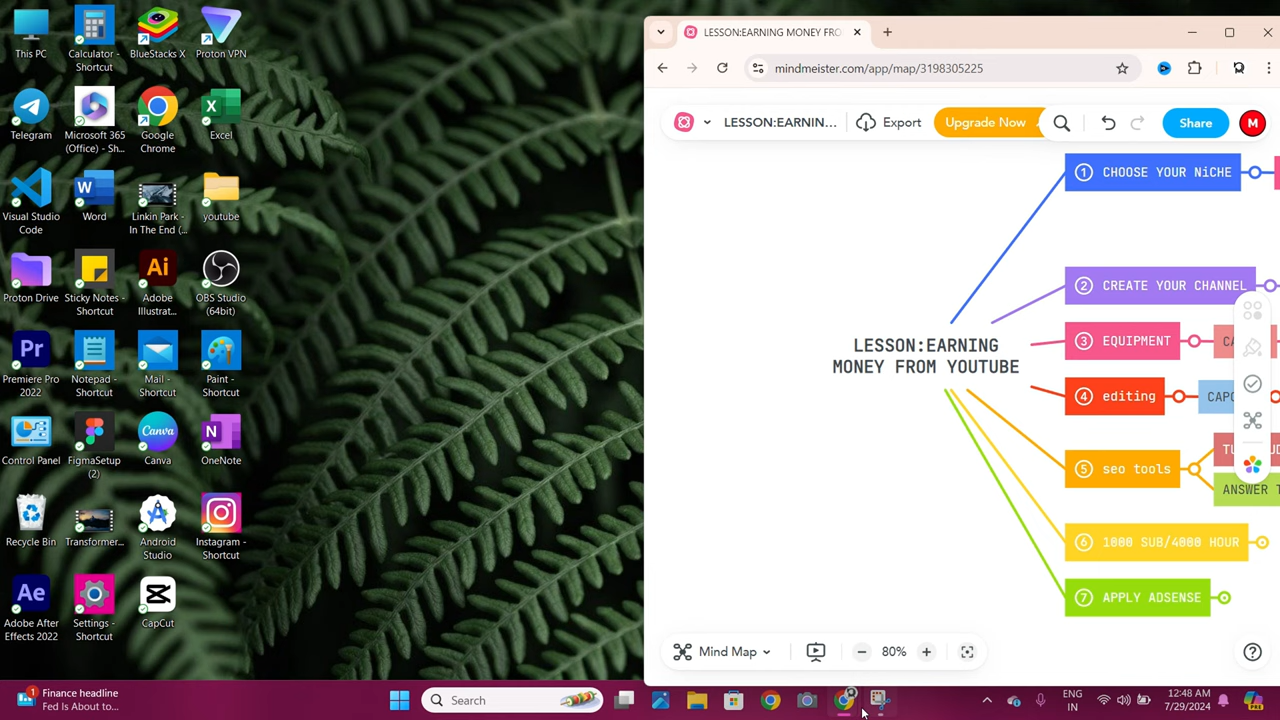 This PC
Calculator -
Shortcut
BlueStacks X
Proton VPN
Telegram
Microsoft 365
(Office) - Sh...
Google
Chrome
Excel
Visual Studio
Code
Word
Linkin Park -
In The End (...
youtube
Proton Drive
Sticky Notes -
Shortcut
Adobe
Illustrat...
OBS Studio
(64bit)
Premiere Pro
2022
Notepad -
Shortcut
Mail -
Shortcut
Paint -
Shortcut
Control Panel
FigmaSetup
(2)
Canva
Canva
OneNote
Recycle Bin
Transformer...
Android
Studio
Instagram -
Shortcut
Adobe After
Effects 2022
Settings -
Shortcut
CapCut
LESSON:EARNING MONEY FRO
mindmeister.com/app/map/3198305225
LESSON:EARNIN...
Export
Upgrade Now
Share
M
1 CHOOSE YOUR NiCHE
2 CREATE YOUR CHANNEL
LESSON:EARNING
MONEY FROM YOUTUBE
3 EQUIPMENT
4 editing
5 seo tools
ANSWER T
6 1000 SUB/4000 HOUR
7 APPLY ADSENSE
Mind Map
80%
1
Finance headline
Fed Is About to...
Search
ENG
IN
12:48 AM
7/29/2024